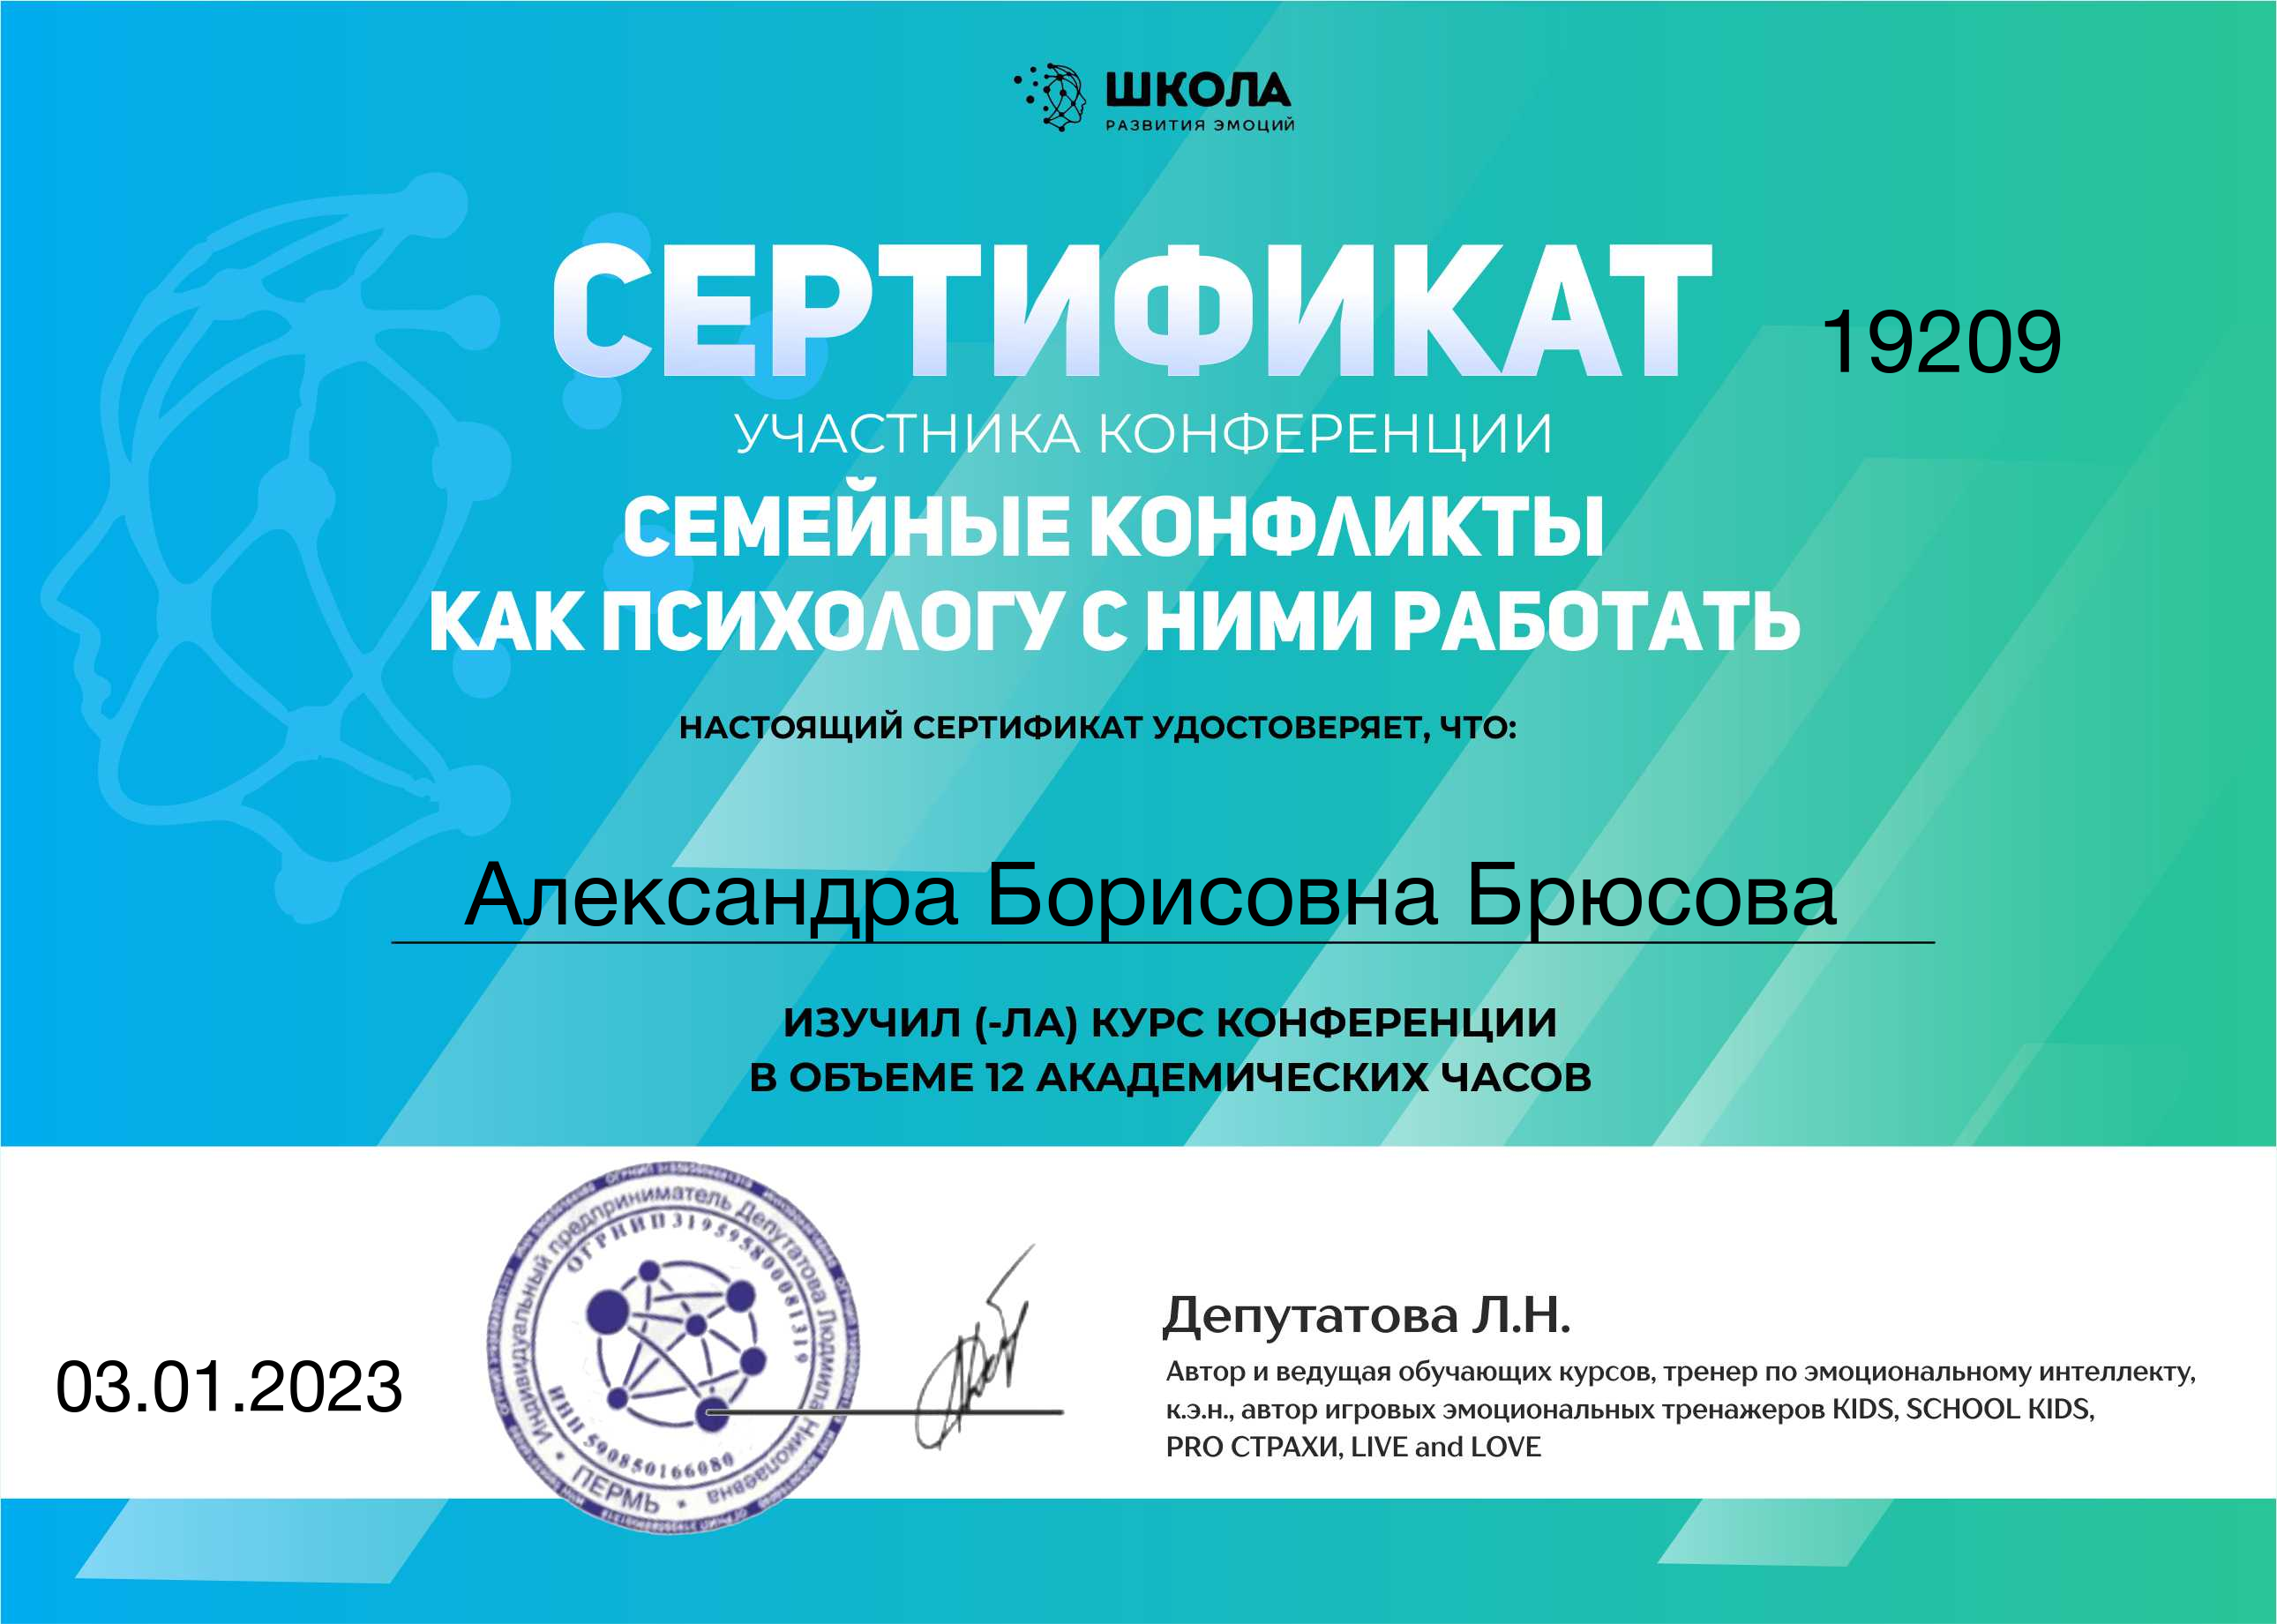 ШКОЛА
РАЗВИТИЯ ЭМОЦИЙ
СЕРТИФИКАТ
19209
УЧАСТНИКА КОНФЕРЕНЦИИ
СЕМЕЙНЫЕ КОНФЛИКТЫ
КАК ПСИХОЛОГУ С НИМИ РАБОТАТЬ
НАСТОЯЩИЙ СЕРТИФИКАТ УДОСТОВЕРЯЕТ, ЧТО:
Александра Борисовна Брюсова
ИЗУЧИЛ (-ЛА) КУРС КОНФЕРЕНЦИИ
В ОБЪЕМЕ 12 АКАДЕМИЧЕСКИХ ЧАСОВ
03.01.2023
Индивидуальный предприниматель Депутатова Людмила Николаевна
* ПЕРМЬ *
ОГРНИП 319595800081319
ИНН 590850166080
Депутатова Л.Н.
Автор и ведущая обучающих курсов, тренер по эмоциональному интеллекту,
к.э.н., автор игровых эмоциональных тренажеров KIDS, SCHOOL KIDS,
PRO СТРАХИ, LIVE and LOVE